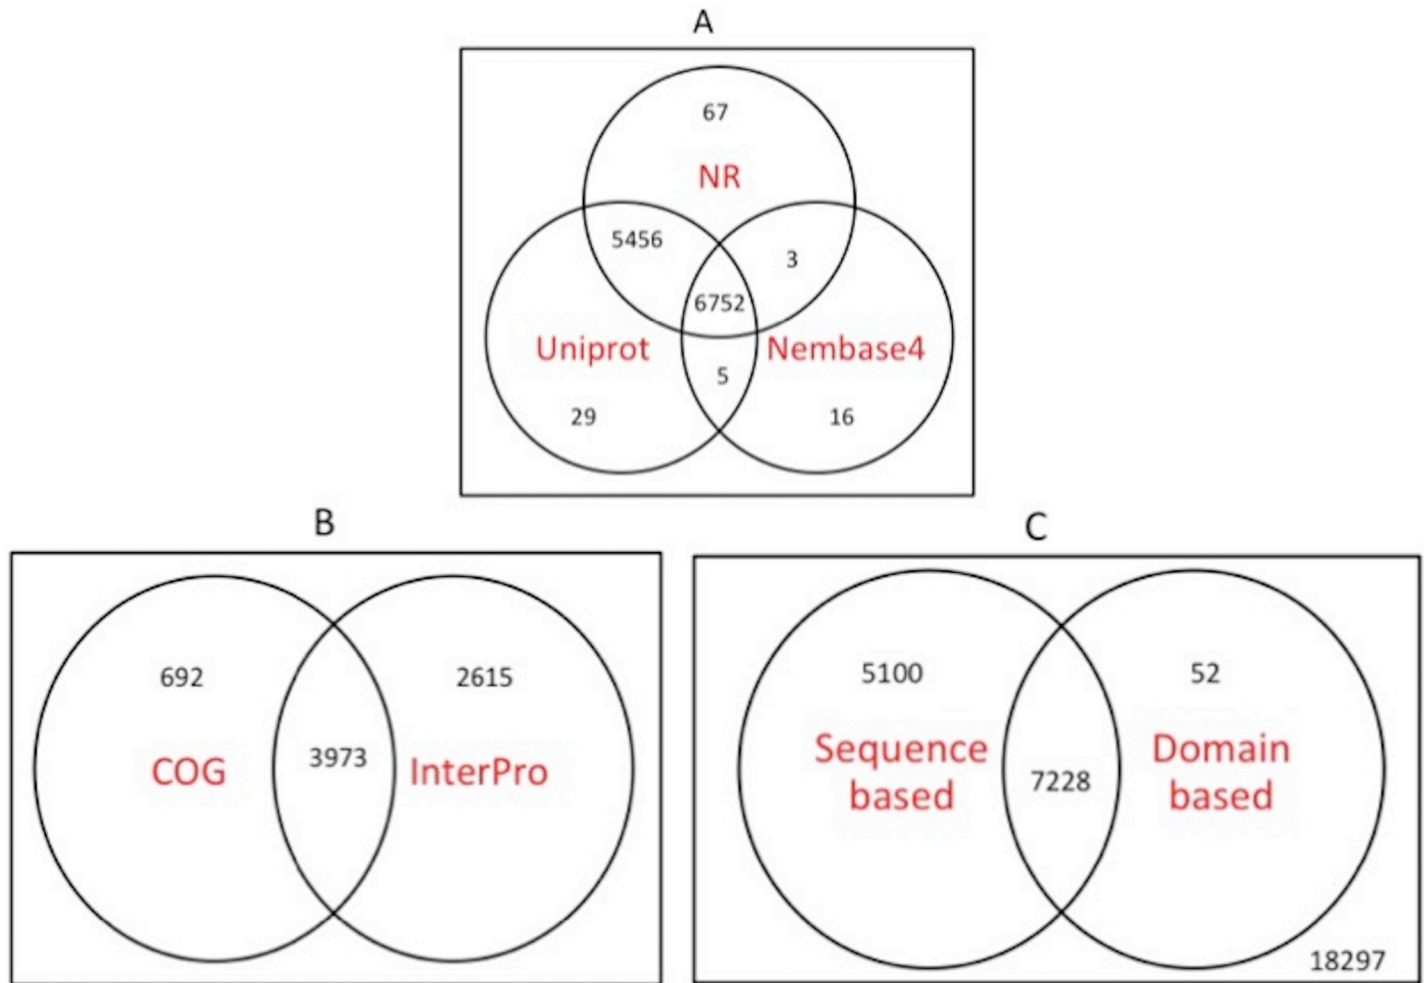 A
67
NR
5456
3
6752
Uniprot
Nembase4
5
29
16
B
692
2615
3973
COG
InterPro
C
5100
52
Sequence
based
Domain
based
7228
18297